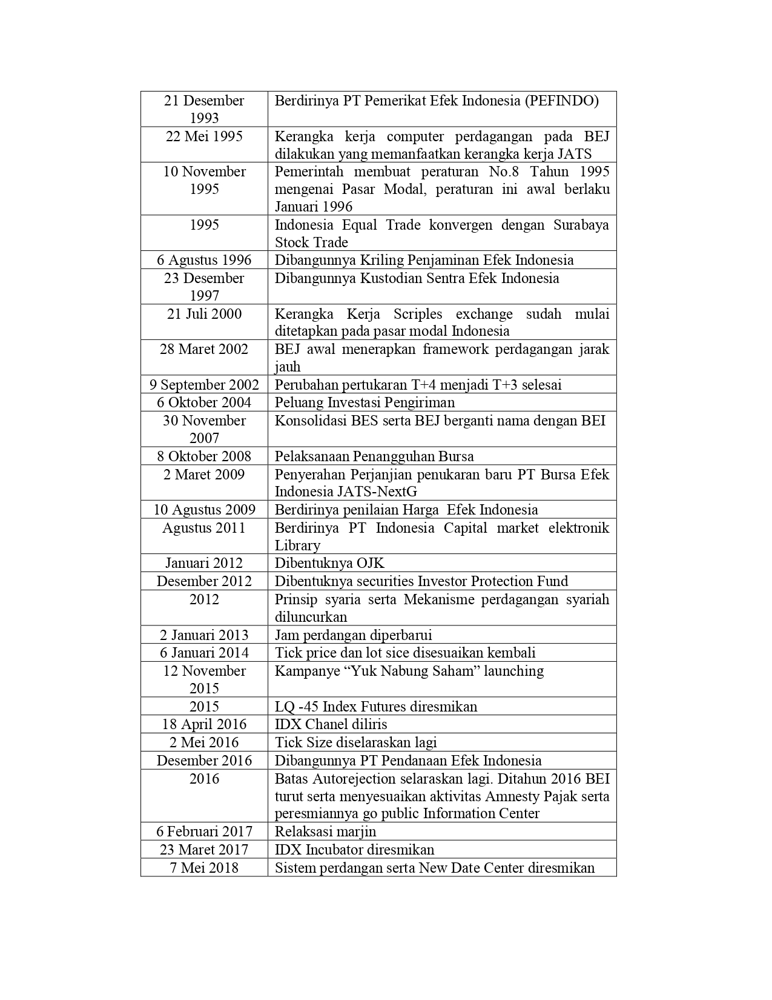 21 Desember
1993
Berdirinya PT Pemerikat Efek Indonesia (PEFINDO)
22 Mei 1995
Kerangka kerja computer perdagangan pada BEJ
dilakukan yang memanfaatkan kerangka kerja JATS
10 November
1995
Pemerintah membuat peraturan No.8 Tahun 1995
mengenai Pasar Modal, peraturan ini awal berlaku
Januari 1996
1995
Indonesia Equal Trade konvergen dengan Surabaya
Stock Trade
6 Agustus 1996
Dibangunnya Kriling Penjaminan Efek Indonesia
23 Desember
1997
Dibangunnya Kustodian Sentra Efek Indonesia
21 Juli 2000
Kerangka Kerja Scriples exchange sudah mulai
ditetapkan pada pasar modal Indonesia
28 Maret 2002
BEJ awal menerapkan framework perdagangan jarak
jauh
9 September 2002
Perubahan pertukaran T+4 menjadi T+3 selesai
6 Oktober 2004
Peluang Investasi Pengiriman
30 November
2007
Konsolidasi BES serta BEJ berganti nama dengan BEI
8 Oktober 2008
Pelaksanaan Penangguhan Bursa
2 Maret 2009
Penyerahan Perjanjian penukaran baru PT Bursa Efek
Indonesia JATS-NextG
10 Agustus 2009
Berdirinya penilaian Harga  Efek Indonesia
Agustus 2011
Berdirinya PT Indonesia Capital market elektronik
Library
Januari 2012
Dibentuknya OJK
Desember 2012
Dibentuknya securities Investor Protection Fund
2012
Prinsip syaria serta Mekanisme perdagangan syariah
diluncurkan
2 Januari 2013
Jam perdangan diperbarui
6 Januari 2014
Tick price dan lot sice disesuaikan kembali
12 November
2015
Kampanye “Yuk Nabung Saham” launching
2015
LQ -45 Index Futures diresmikan
18 April 2016
IDX Chanel diliris
2 Mei 2016
Tick Size diselaraskan lagi
Desember 2016
Dibangunnya PT Pendanaan Efek Indonesia
2016
Batas Autorejection selaraskan lagi. Ditahun 2016 BEI
turut serta menyesuaikan aktivitas Amnesty Pajak serta
peresmiannya go public Information Center
6 Februari 2017
Relaksasi marjin
23 Maret 2017
IDX Incubator diresmikan
7 Mei 2018
Sistem perdangan serta New Date Center diresmikan